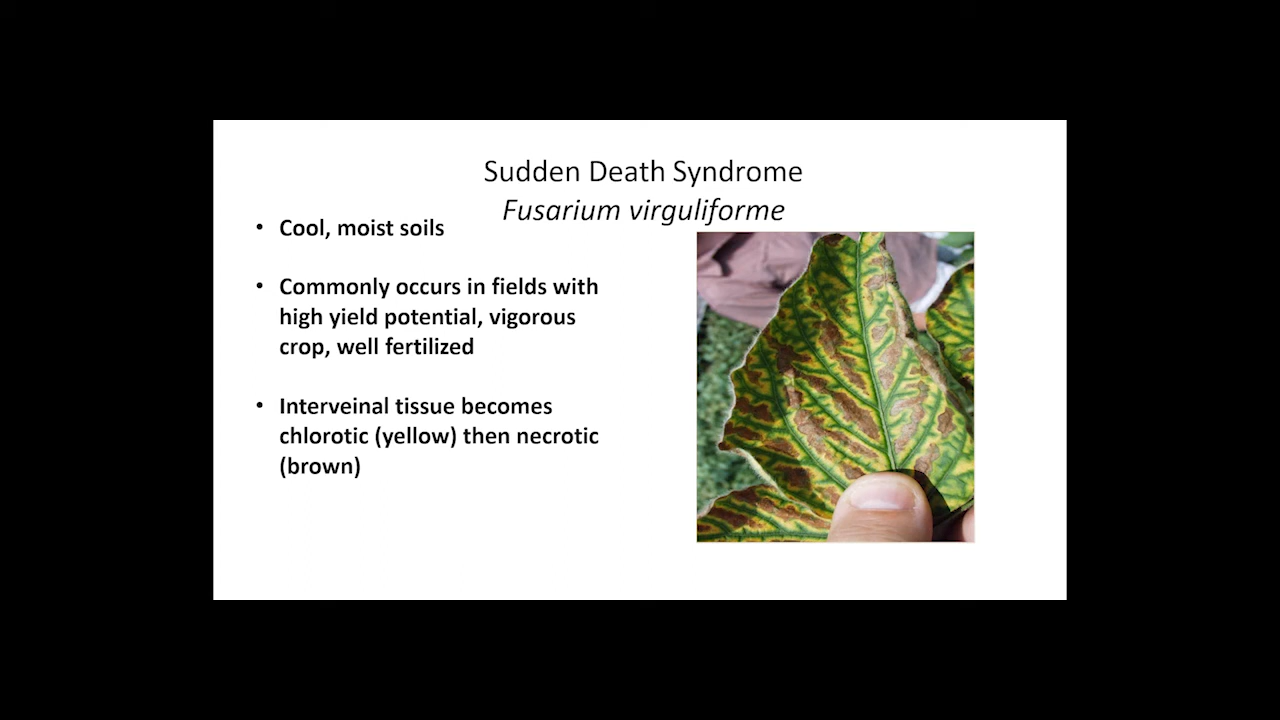 Sudden Death Syndrome
Fusarium virguliforme
• Cool, moist soils
• Commonly occurs in fields with
high yield potential, vigorous
crop, well fertilized
• Interveinal tissue becomes
chlorotic (yellow) then necrotic
(brown)